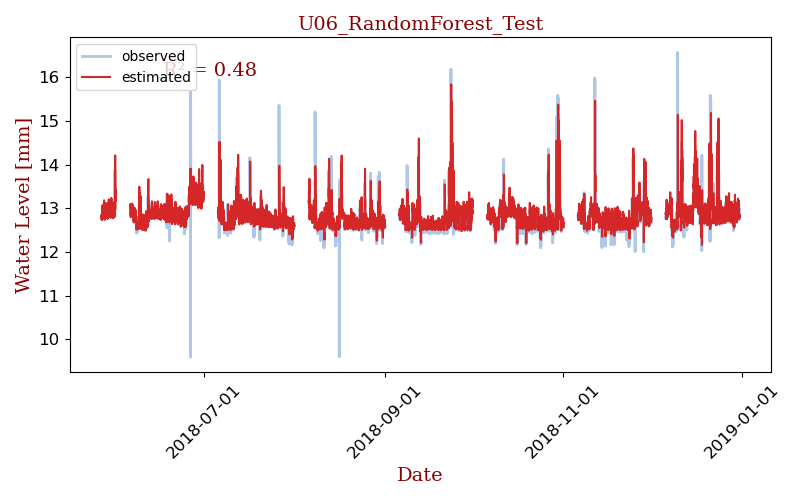 U06_RandomForest_Test
observed
estimated
R² = 0.48
Water Level [mm]
16
15
14
13
12
11
10
2018-07-01
2018-09-01
2018-11-01
2019-01-01
Date